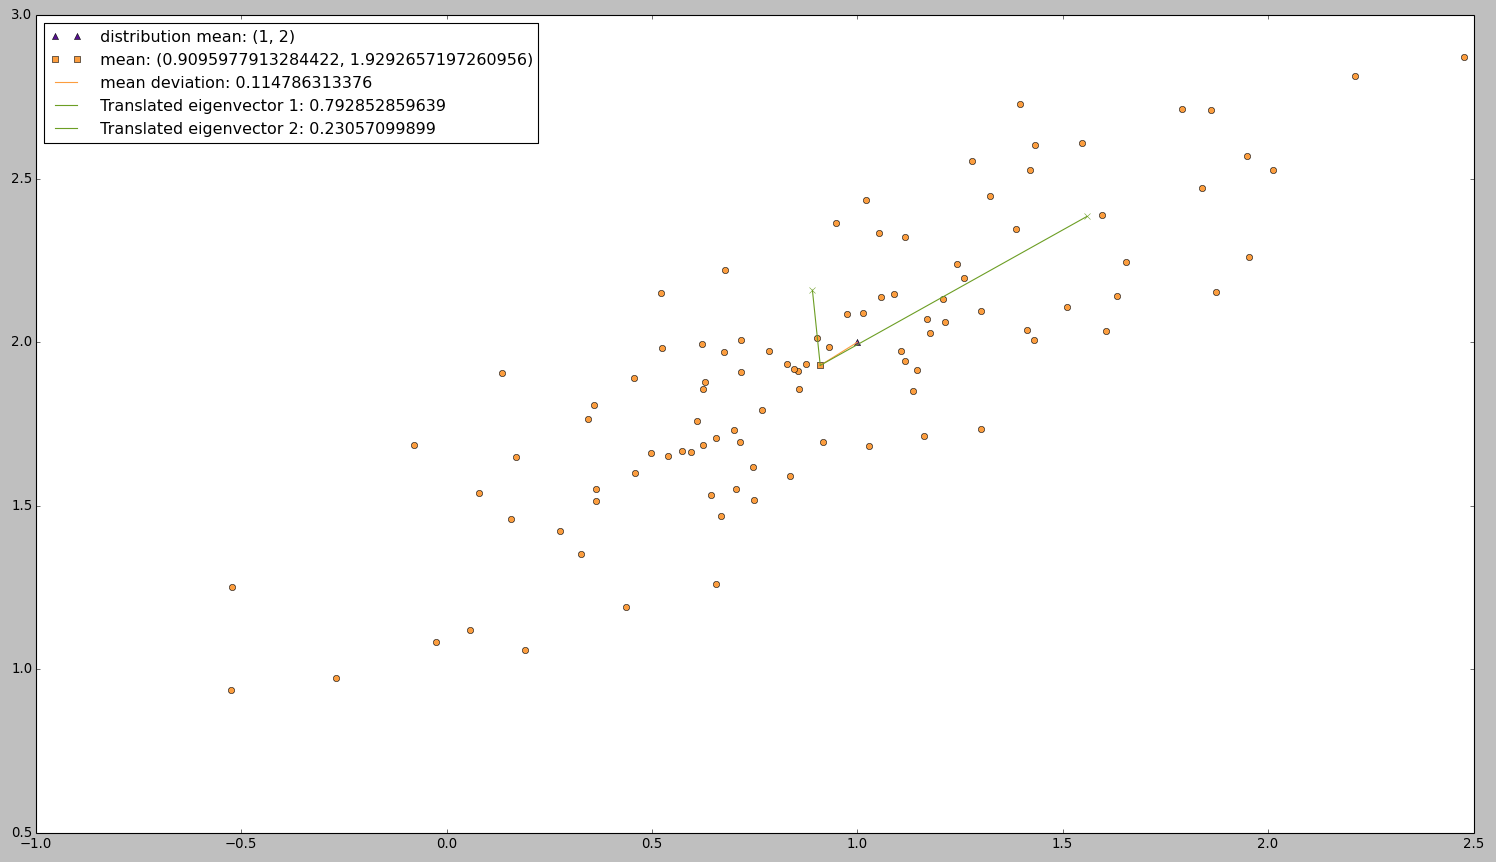 distribution mean: (1, 2)
mean: (0.9095977913284422, 1.9292657197260956)
mean deviation: 0.114786313376
Translated eigenvector 1: 0.792852859639
Translated eigenvector 2: 0.23057099899
3.0
2.5
2.0
1.5
1.0
0.5
−1.0 −0.5 0.0 0.5 1.0 1.5 2.0 2.5